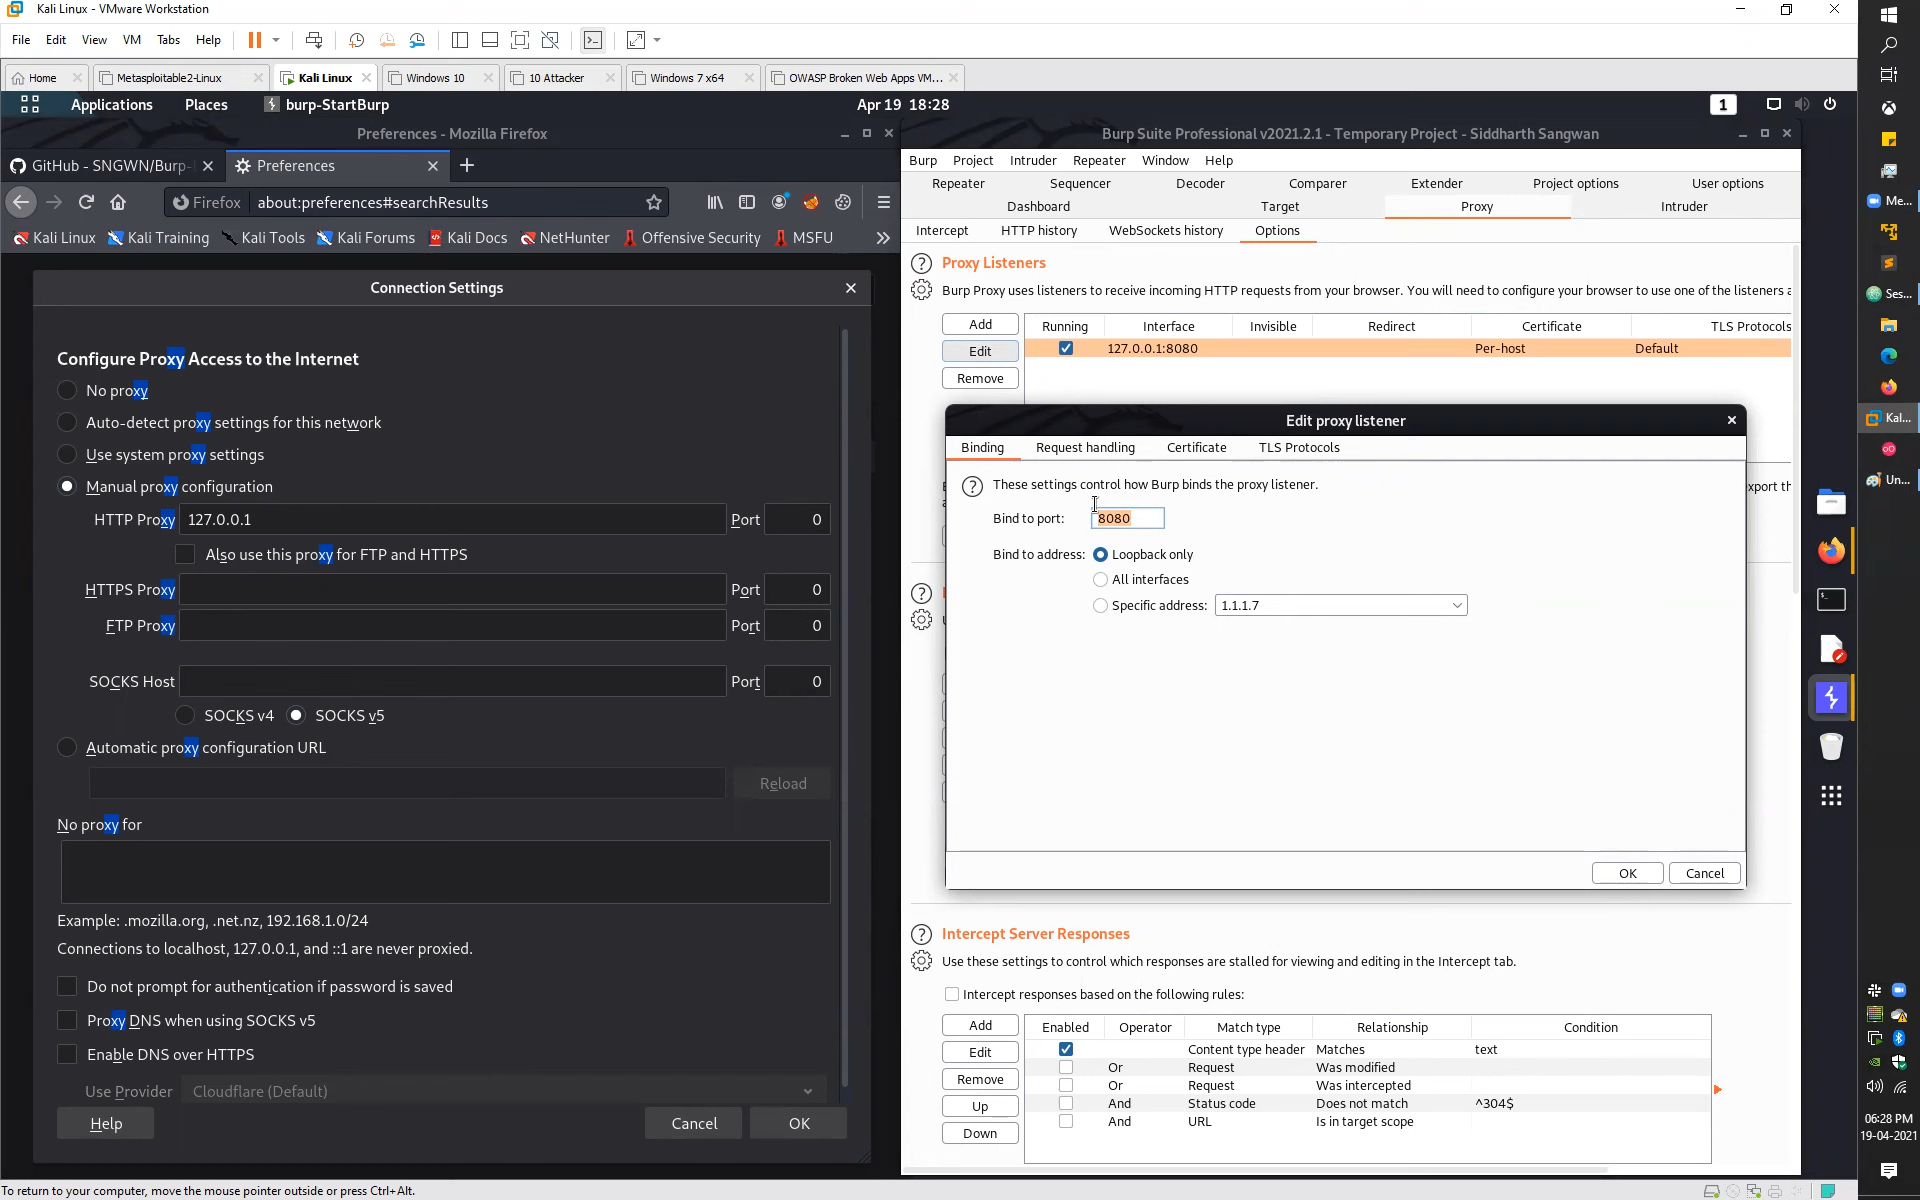 Kali Linux - VMware Workstation
File Edit View VM Tabs Help
Home Metasploitable2-Linux Kali Linux Windows 10 10 Attacker Windows 7 x64 OWASP Broken Web Apps VM...
Applications Places burp-StartBurp Apr 19 18:28 1
Preferences - Mozilla Firefox
GitHub - SNGWN/Burp- Preferences
Firefox about:preferences#searchResults
Kali Linux Kali Training Kali Tools Kali Forums Kali Docs NetHunter Offensive Security MSFU
Connection Settings
Configure Proxy Access to the Internet
No proxy
Auto-detect proxy settings for this network
Use system proxy settings
Manual proxy configuration
HTTP Proxy 127.0.0.1 Port 0
Also use this proxy for FTP and HTTPS
HTTPS Proxy Port 0
FTP Proxy Port 0
SOCKS Host Port 0
SOCKS v4 SOCKS v5
Automatic proxy configuration URL
Reload
No proxy for
Example: .mozilla.org, .net.nz, 192.168.1.0/24
Connections to localhost, 127.0.0.1, and ::1 are never proxied.
Do not prompt for authentication if password is saved
Proxy DNS when using SOCKS v5
Enable DNS over HTTPS
Use Provider Cloudflare (Default)
Help Cancel OK
Burp Suite Professional v2021.2.1 - Temporary Project - Siddharth Sangwan
Burp Project Intruder Repeater Window Help
Repeater Sequencer Decoder Comparer Extender Project options User options
Dashboard Target Proxy Intruder
Intercept HTTP history WebSockets history Options
Proxy Listeners
Burp Proxy uses listeners to receive incoming HTTP requests from your browser. You will need to configure your browser to use one of the listeners a
Add Running Interface Invisible Redirect Certificate TLS Protocols
Edit 127.0.0.1:8080 Per-host Default
Remove
Edit proxy listener
Binding Request handling Certificate TLS Protocols
These settings control how Burp binds the proxy listener.
export th
Bind to port: 8080
Bind to address: Loopback only
All interfaces
Specific address: 1.1.1.7
OK Cancel
Intercept Server Responses
Use these settings to control which responses are stalled for viewing and editing in the Intercept tab.
Intercept responses based on the following rules:
Add Enabled Operator Match type Relationship Condition
Content type header Matches text
Edit Or Request Was modified
Remove Or Request Was intercepted
Up And Status code Does not match ^304$
And URL Is in target scope
Down
Me...
Ses...
Kal...
Un...
06:28 PM
19-04-2021
To return to your computer, move the mouse pointer outside or press Ctrl+Alt.